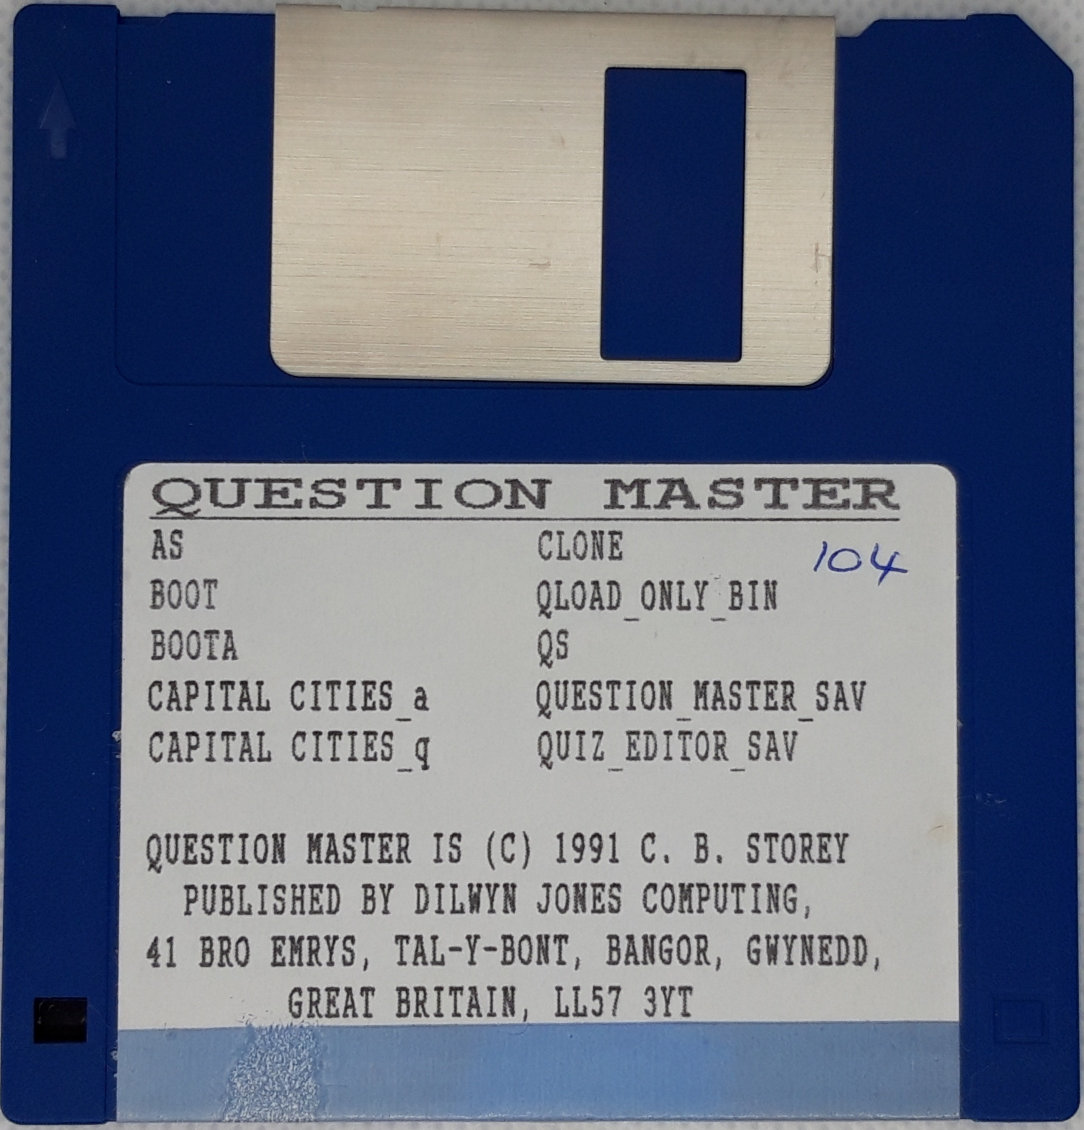 QUESTION MASTER
AS CLONE 104
BOOT QLOAD_ONLY_BIN
BOOTA QS
CAPITAL CITIES_a QUESTION_MASTER_SAV
CAPITAL CITIES_q QUIZ_EDITOR_SAV
QUESTION MASTER IS (C) 1991 C. B. STOREY
PUBLISHED BY DILWYN JONES COMPUTING,
41 BRO EMRYS, TAL-Y-BONT, BANGOR, GWYNEDD,
GREAT BRITAIN, LL57 3YT